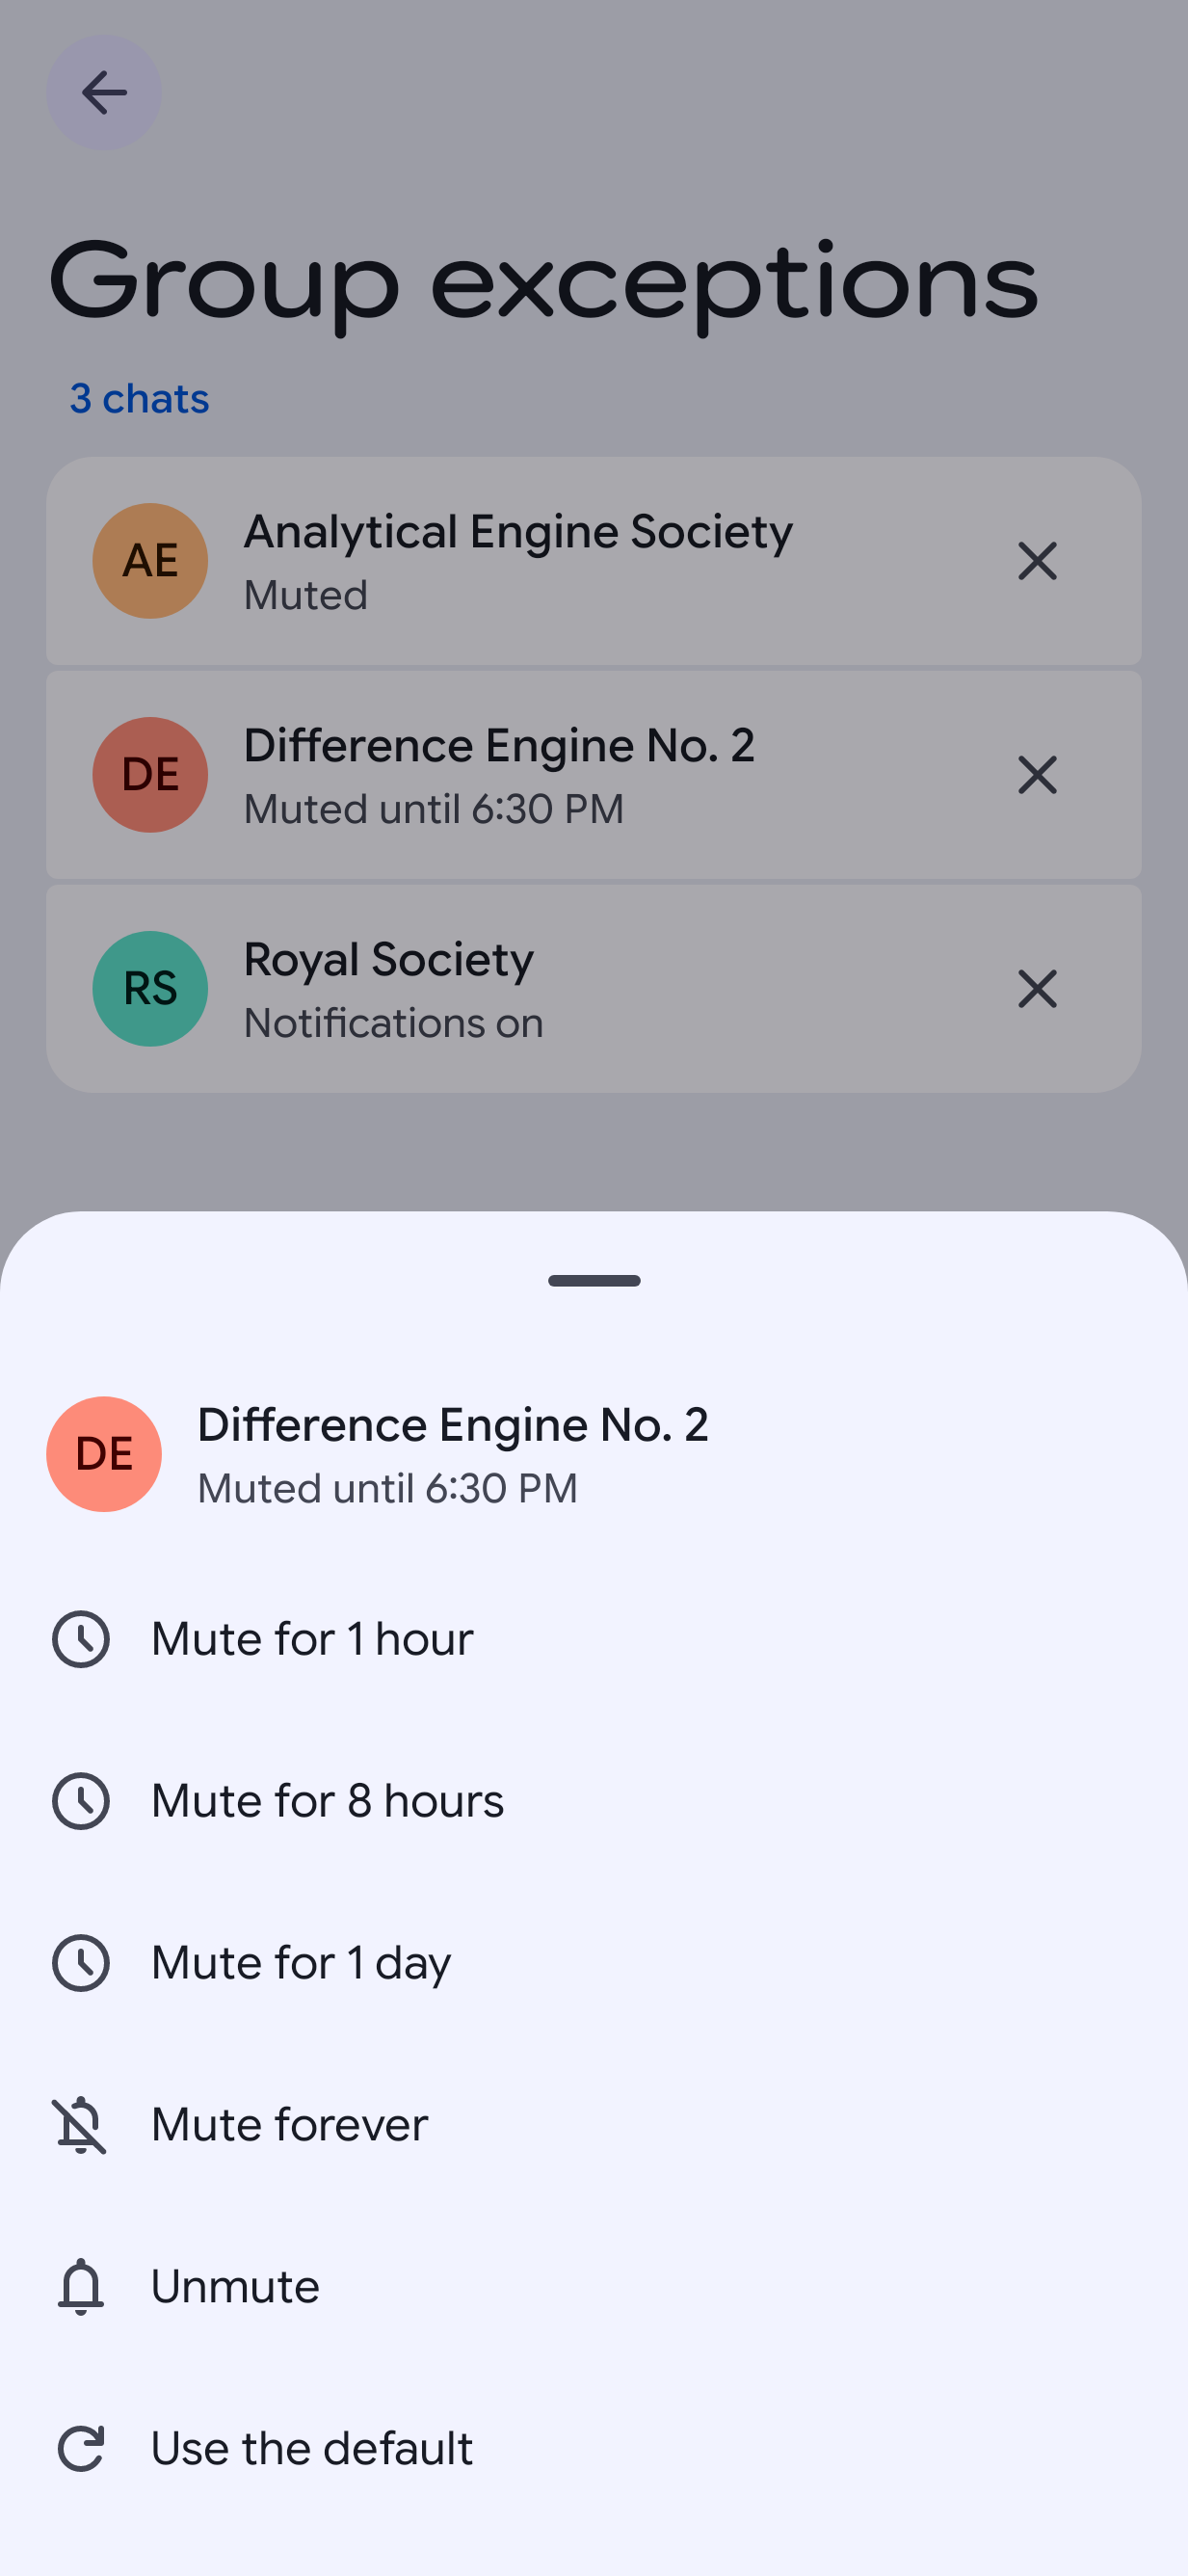 Group exceptions
3 chats
AE
Analytical Engine Society
Muted
DE
Difference Engine No. 2
Muted until 6:30 PM
RS
Royal Society
Notifications on
DE
Difference Engine No. 2
Muted until 6:30 PM
Mute for 1 hour
Mute for 8 hours
Mute for 1 day
Mute forever
Unmute
Use the default